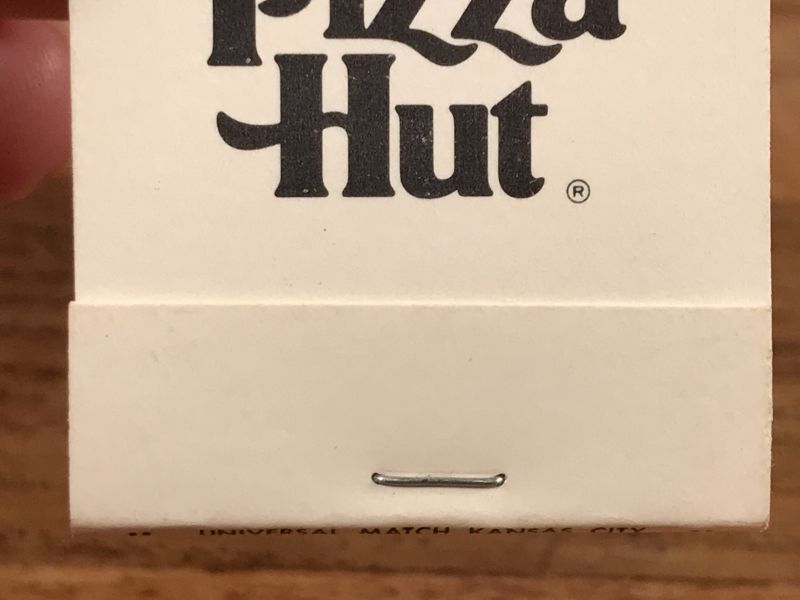 Pizza
Hut ®
UNIVERSAL MATCH KANSAS CITY